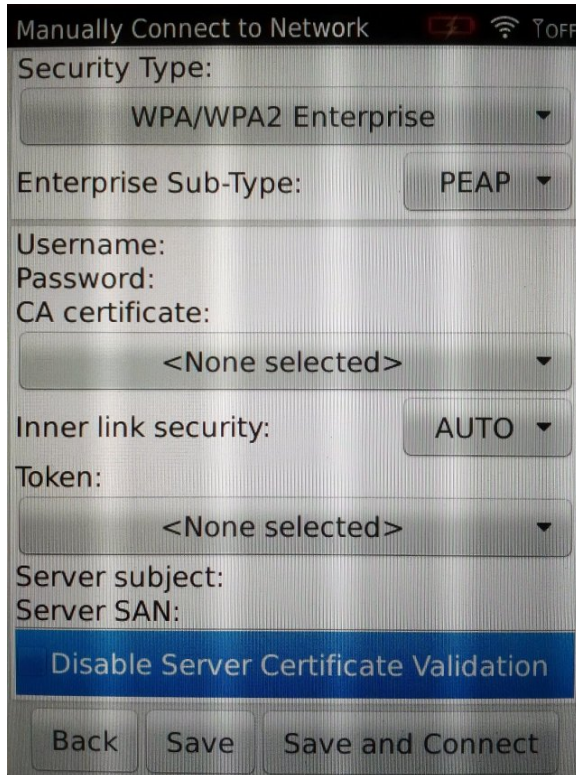 Manually Connect to Network OFF
Security Type:
WPA/WPA2 Enterprise
Enterprise Sub-Type: PEAP
Username:
Password:
CA certificate:
<None selected>
Inner link security: AUTO
Token:
<None selected>
Server subject:
Server SAN:
Disable Server Certificate Validation
Back Save Save and Connect